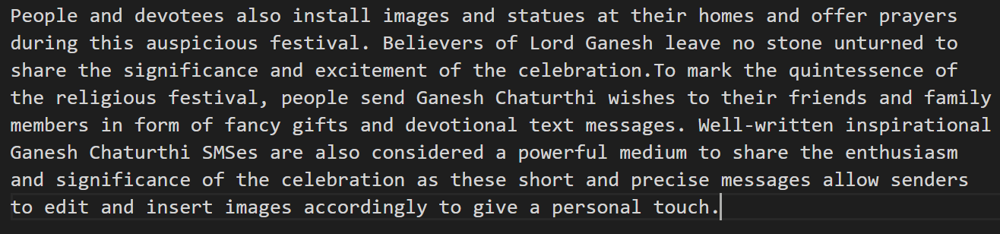 People and devotees also install images and statues at their homes and offer prayers
during this auspicious festival. Believers of Lord Ganesh leave no stone unturned to
share the significance and excitement of the celebration.To mark the quintessence of
the religious festival, people send Ganesh Chaturthi wishes to their friends and family
members in form of fancy gifts and devotional text messages. Well-written inspirational
Ganesh Chaturthi SMSes are also considered a powerful medium to share the enthusiasm
and significance of the celebration as these short and precise messages allow senders
to edit and insert images accordingly to give a personal touch.